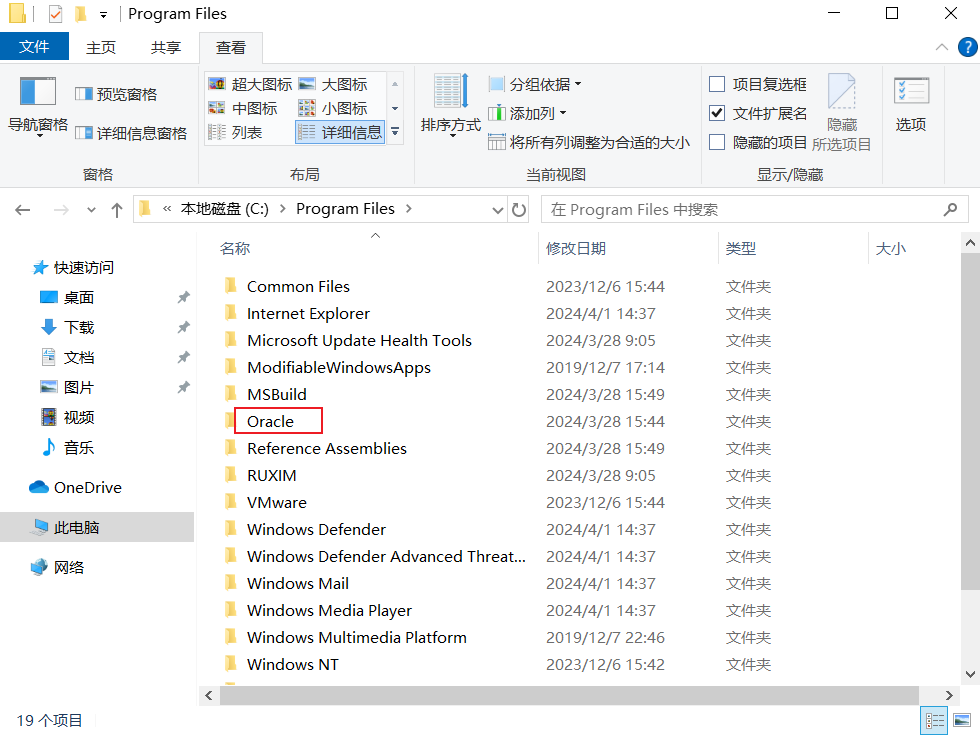 Program Files
文件 主页 共享 查看
导航窗格
预览窗格
详细信息窗格
窗格
超大图标 大图标
中图标 小图标
列表 详细信息
布局
排序方式
分组依据
添加列
将所有列调整为合适的大小
当前视图
项目复选框
文件扩展名
隐藏的项目
隐藏
所选项目
显示/隐藏
选项
« 本地磁盘 (C:) > Program Files >
在 Program Files 中搜索
快速访问
桌面
下载
文档
图片
视频
音乐
OneDrive
此电脑
网络
名称 修改日期 类型 大小
Common Files 2023/12/6 15:44 文件夹
Internet Explorer 2024/4/1 14:37 文件夹
Microsoft Update Health Tools 2024/3/28 9:05 文件夹
ModifiableWindowsApps 2019/12/7 17:14 文件夹
MSBuild 2024/3/28 15:49 文件夹
Oracle 2024/3/28 15:44 文件夹
Reference Assemblies 2024/3/28 15:49 文件夹
RUXIM 2024/3/28 9:05 文件夹
VMware 2023/12/6 15:44 文件夹
Windows Defender 2024/4/1 14:37 文件夹
Windows Defender Advanced Threat... 2024/4/1 14:37 文件夹
Windows Mail 2024/4/1 14:37 文件夹
Windows Media Player 2024/4/1 14:37 文件夹
Windows Multimedia Platform 2019/12/7 22:46 文件夹
Windows NT 2023/12/6 15:42 文件夹
19 个项目